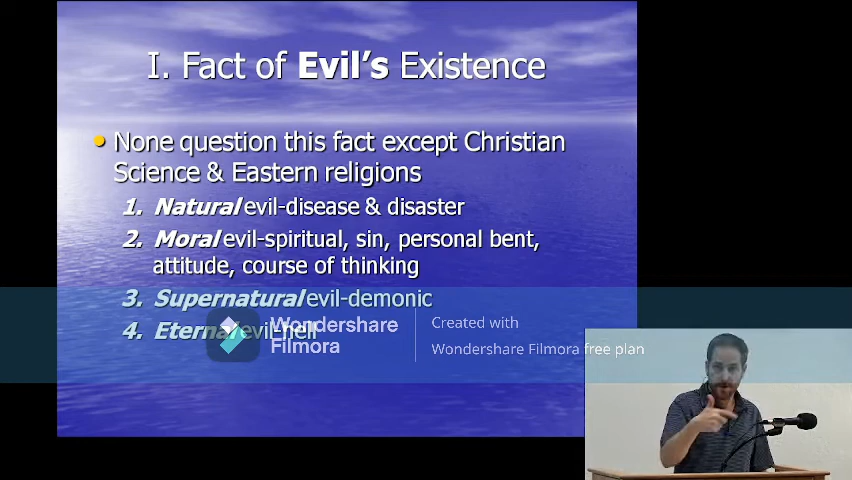 I. Fact of Evil's Existence
• None question this fact except Christian
Science & Eastern religions
1. Natural evil-disease & disaster
2. Moral evil-spiritual, sin, personal bent,
attitude, course of thinking
3. Supernatural evil-demonic
4. Eternal evil-hell
Wondershare
Filmora
Created with
Wondershare Filmora free plan